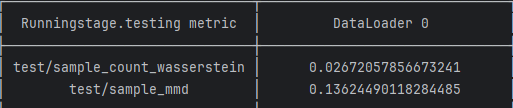 Runningstage.testing metric DataLoader 0
test/sample_count_wasserstein 0.02672057856673241
test/sample_mmd 0.13624490118284485